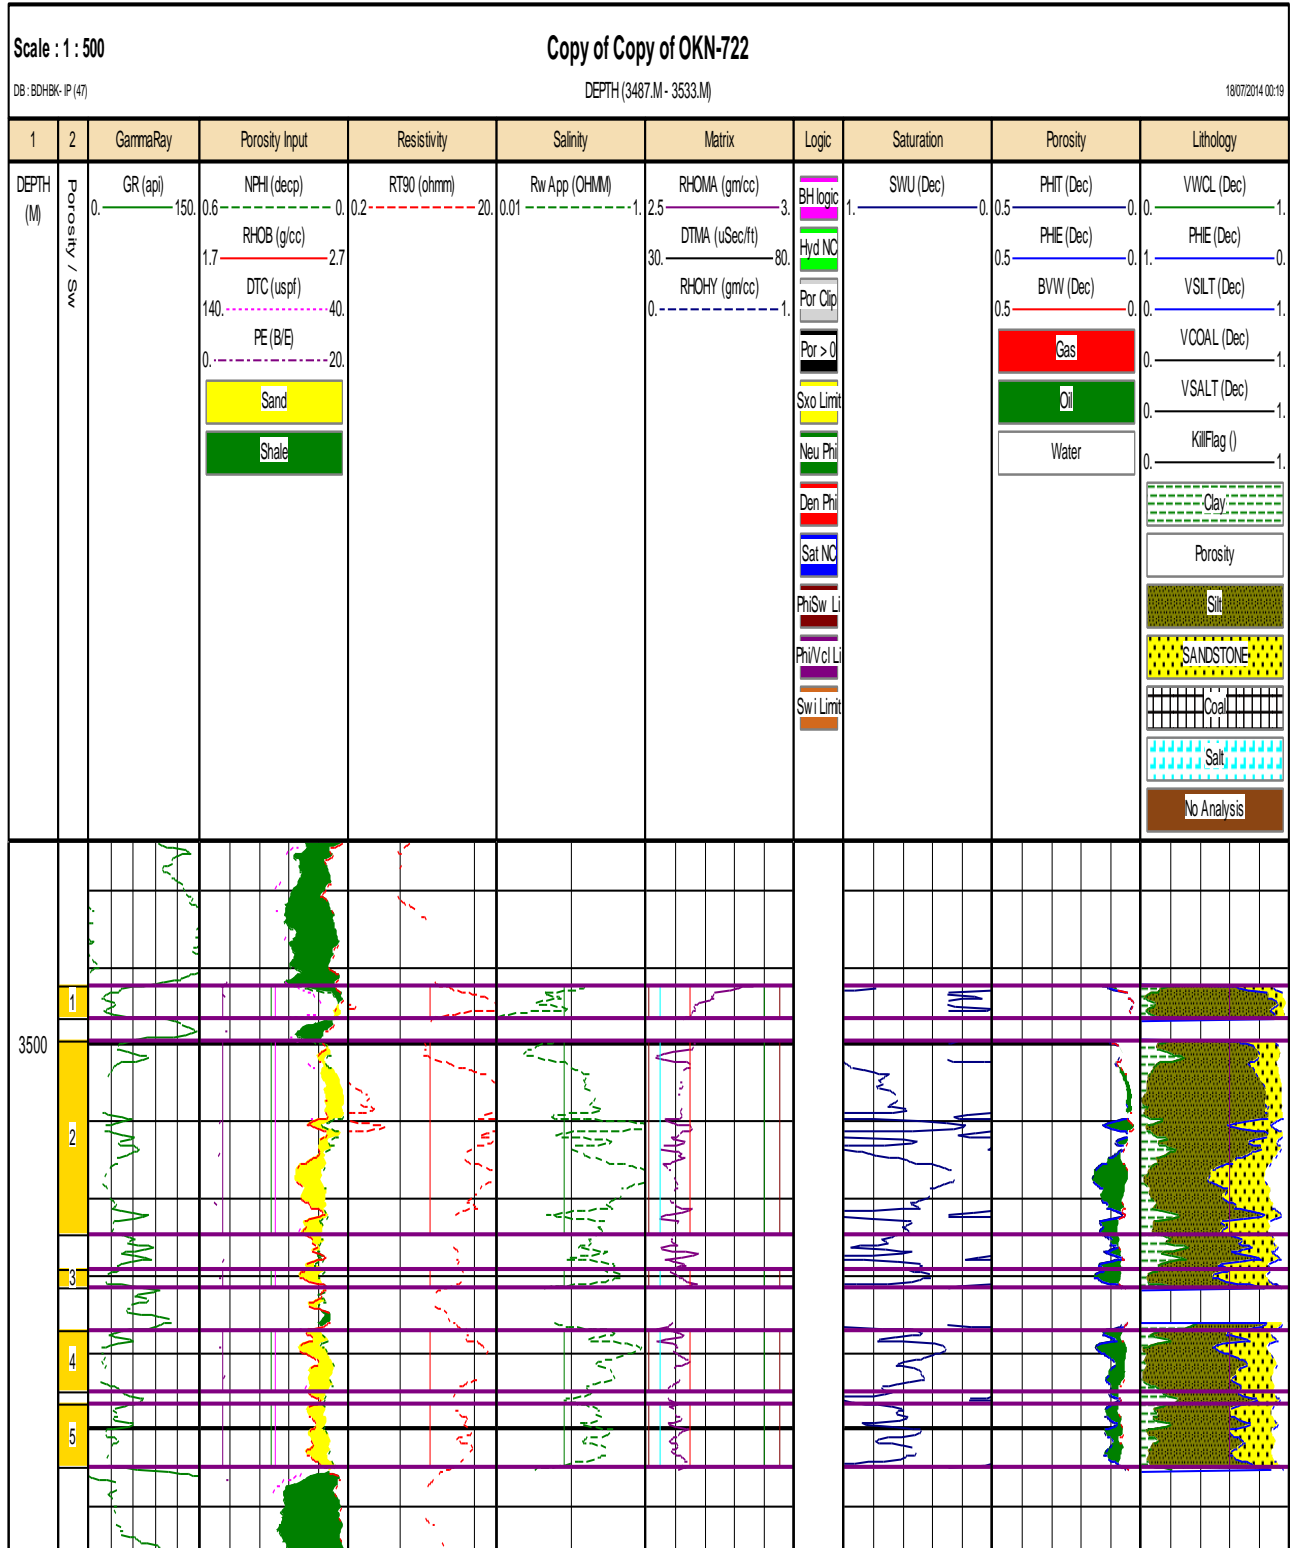 Scale : 1 : 500
Copy of Copy of OKN-722
DB : BDHBK- IP (47)
DEPTH (3487.M - 3533.M)
18/07/2014 00:19
1
2
GammaRay
Porosity Input
Resistivity
Salinity
Matrix
Logic
Saturation
Porosity
Lithology
DEPTH
(M)
Porosity / Sw
GR (api)
0. 150.
NPHI (decp)
0.6 0.
RHOB (g/cc)
1.7 2.7
DTC (uspf)
140. 40.
PE (B/E)
0. 20.
Sand
Shale
RT90 (ohmm)
0.2 20.
Rw App (OHMM)
0.01 1.
RHOMA (gm/cc)
2.5 3.
DTMA (uSec/ft)
30. 80.
RHOHY (gm/cc)
0. 1.
BH logic
Hyd NC
Por Clip
Por > 0
Sxo Limit
Neu Phi
Den Phi
Sat NC
PhiSw Li
Phi/Vcl Li
Swi Limit
SWU (Dec)
1. 0.
PHIT (Dec)
0.5 0.
PHIE (Dec)
0.5 0.
BVW (Dec)
0.5 0.
Gas
Oil
Water
VWCL (Dec)
0. 1.
PHIE (Dec)
1. 0.
VSILT (Dec)
0. 1.
VCOAL (Dec)
0. 1.
VSALT (Dec)
0. 1.
KillFlag ()
0. 1.
Clay
Porosity
Silt
SANDSTONE
Coal
Salt
No Analysis
1
3500
2
3
4
5